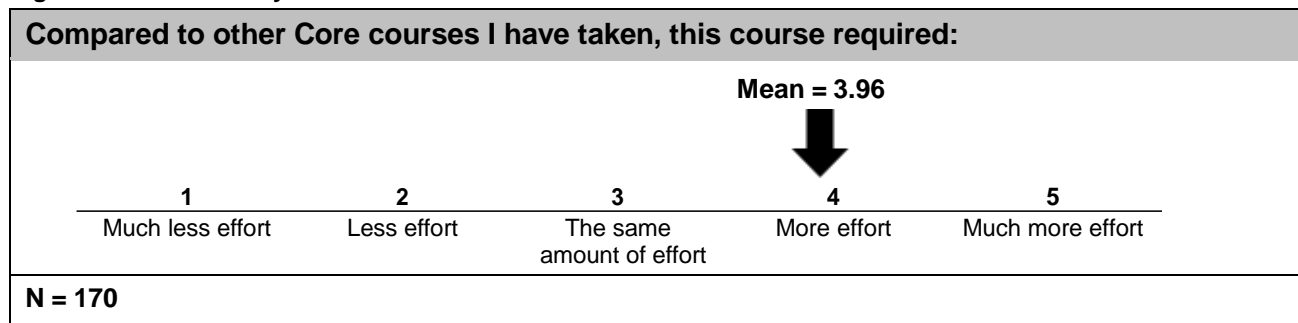 Compared to other Core courses I have taken, this course required:
Mean = 3.96
1 2 3 4 5
Much less effort Less effort The same amount of effort More effort Much more effort
N = 170